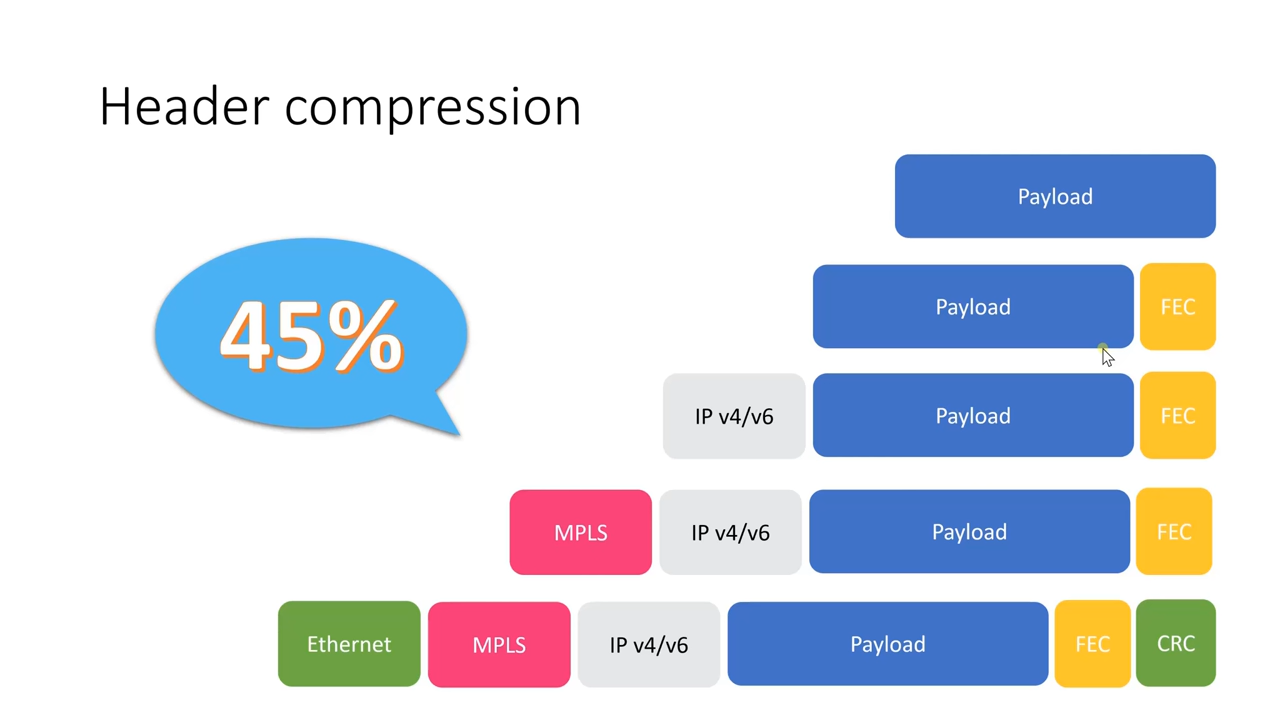 Header compression
45%
Payload
Payload FEC
IP v4/v6 Payload FEC
MPLS IP v4/v6 Payload FEC
Ethernet MPLS IP v4/v6 Payload FEC CRC